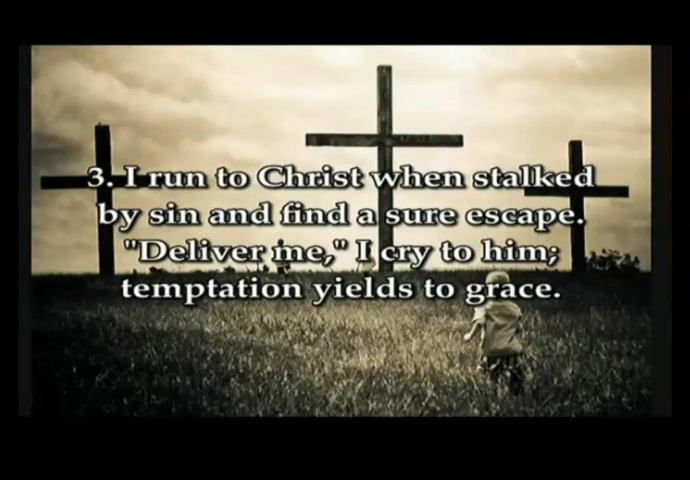 3. I run to Christ when stalked
by sin and find a sure escape.
"Deliver me," I cry to him;
temptation yields to grace.